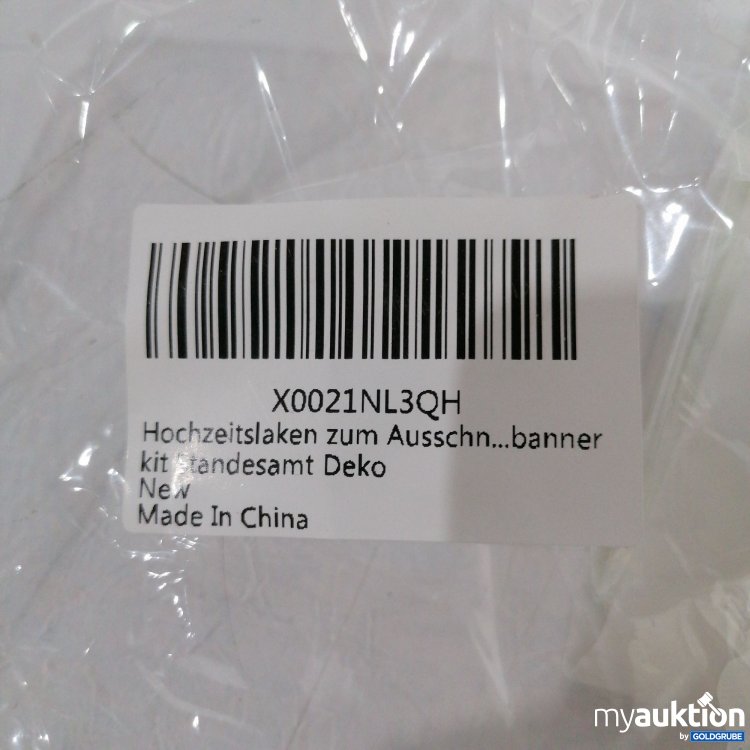 X0021NL3QH
Hochzeitslaken zum Ausschn...banner
kit Standesamt Deko
New
Made In China
myauktion
by GOLDGRUBE